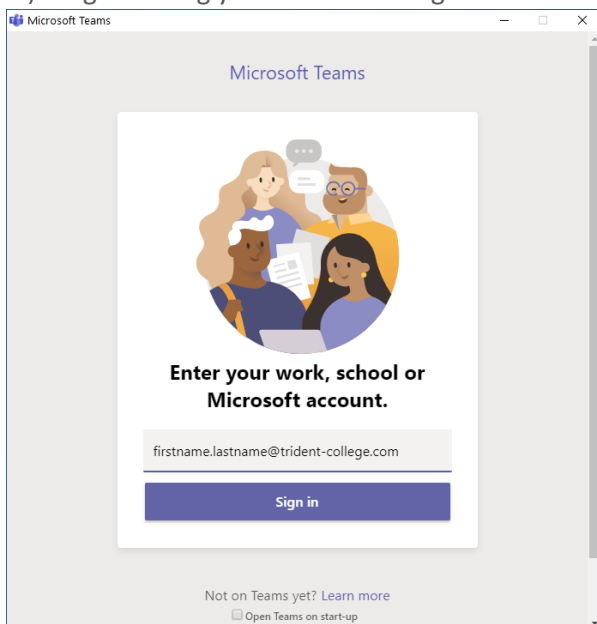 Microsoft Teams
Microsoft Teams
Enter your work, school or
Microsoft account.
firstname.lastname@trident-college.com
Sign in
Not on Teams yet? Learn more
Open Teams on start-up